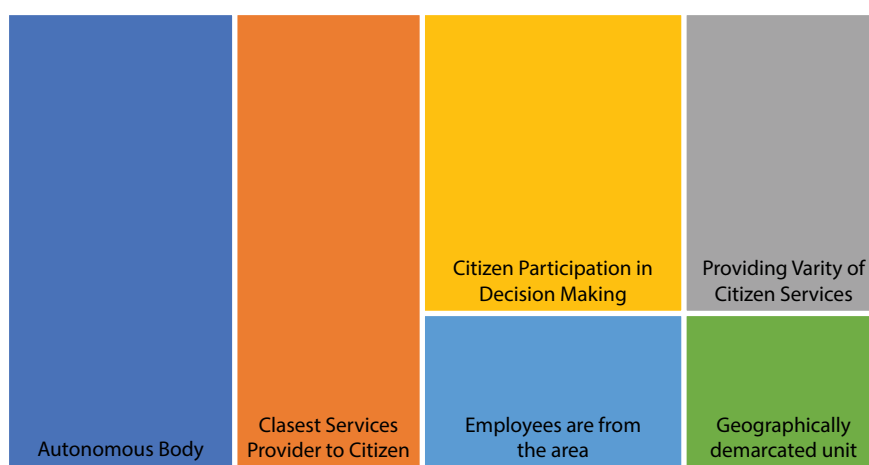 Autonomous Body
Clasest Services
Provider to Citizen
Citizen Participation in
Decision Making
Providing Varity of
Citizen Services
Employees are from
the area
Geographically
demarcated unit